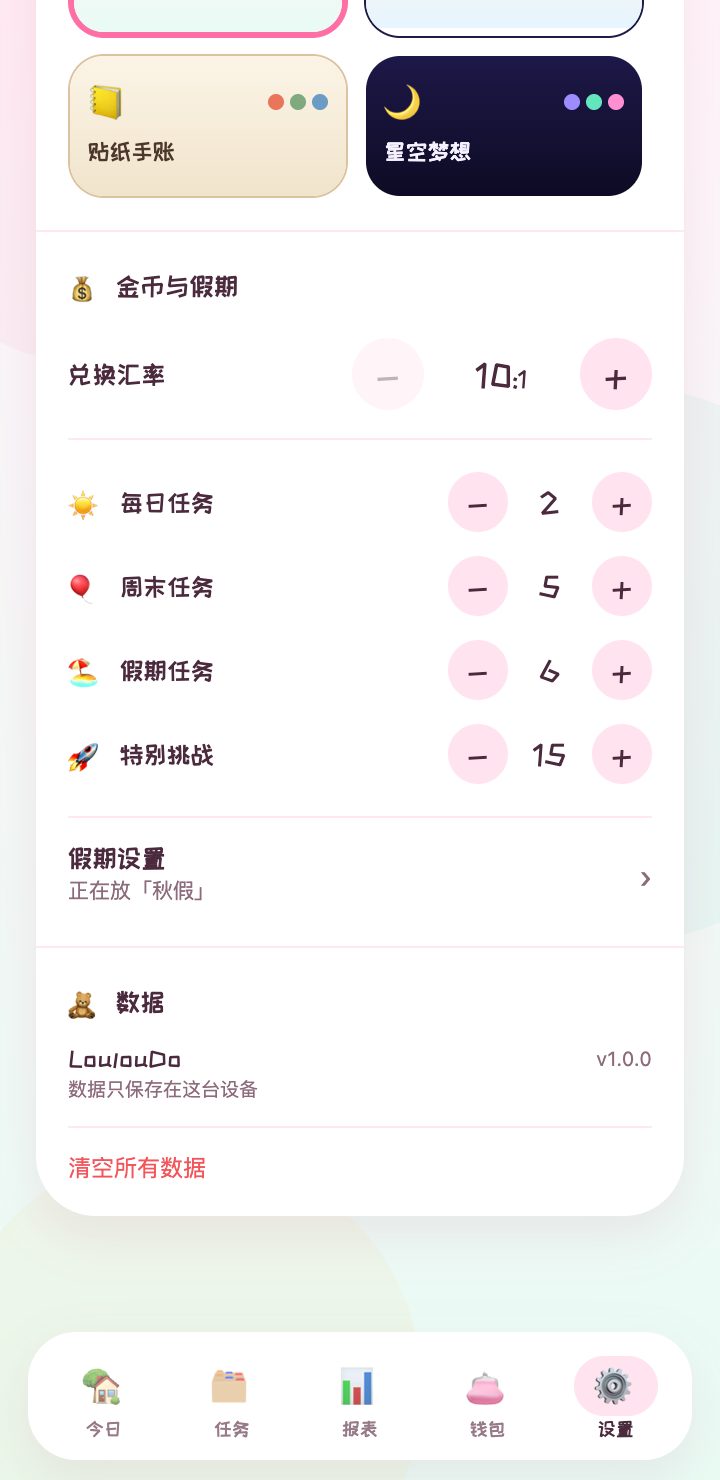 贴纸手账
星空梦想
金币与假期
兑换汇率
−
10:1
+
每日任务
−
2
+
周末任务
−
5
+
假期任务
−
6
+
特别挑战
−
15
+
假期设置
正在放「秋假」
›
数据
LoulouDo
v1.0.0
数据只保存在这台设备
清空所有数据
今日
任务
报表
钱包
设置